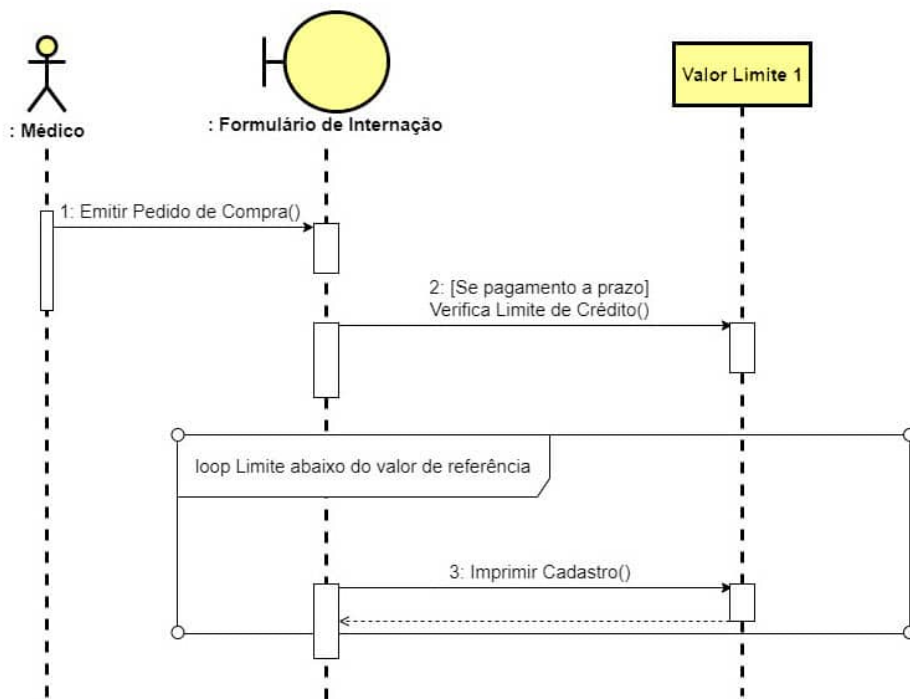 Valor Limite 1
: Médico
: Formulário de Internação
1: Emitir Pedido de Compra()
2: [Se pagamento a prazo]
Verifica Limite de Crédito()
loop Limite abaixo do valor de referência
3: Imprimir Cadastro()